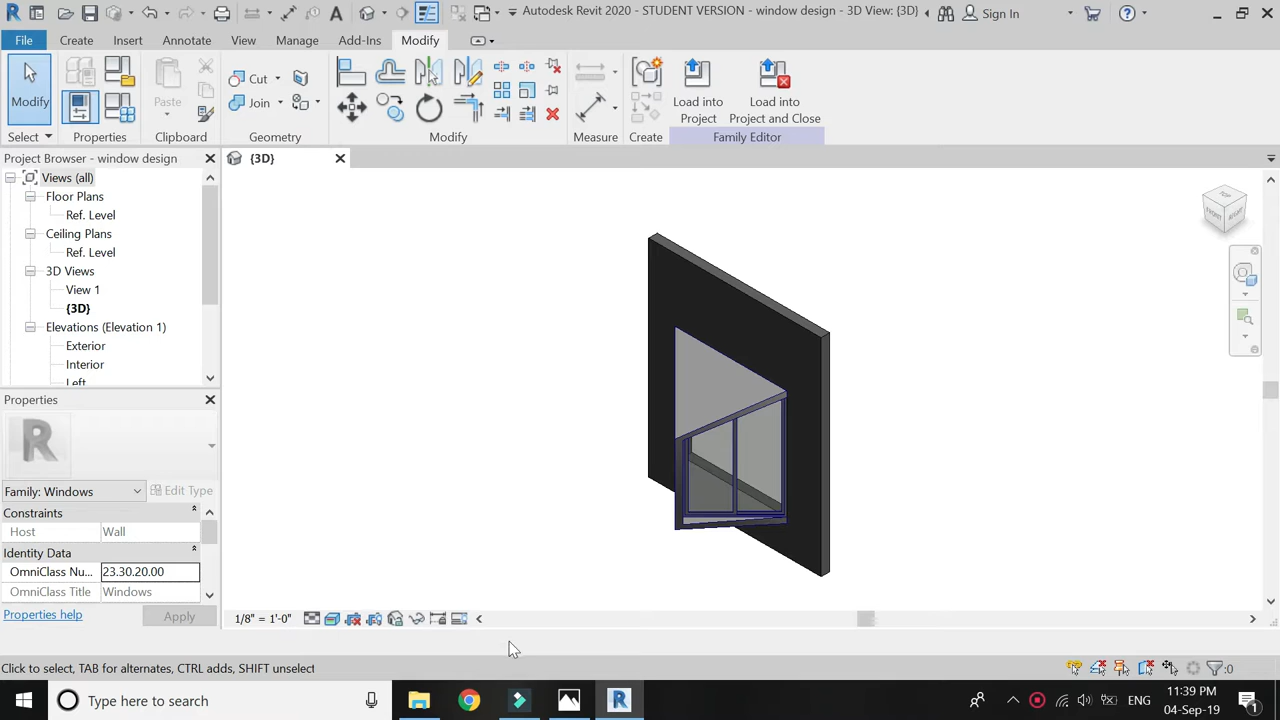 Autodesk Revit 2020 - STUDENT VERSION - window design - 3D View: {3D}
Sign In
File
Create
Insert
Annotate
View
Manage
Add-Ins
Modify
Modify
Select
Properties
Paste
Clipboard
Cut
Join
Geometry
Modify
Measure
Create
Load into
Project
Load into
Project and Close
Family Editor
Project Browser - window design
{3D}
Views (all)
Floor Plans
Ref. Level
Ceiling Plans
Ref. Level
3D Views
View 1
{3D}
Elevations (Elevation 1)
Exterior
Interior
Left
Properties
Family: Windows
Edit Type
Constraints
Host Wall
Identity Data
OmniClass Nu... 23.30.20.00
OmniClass Title Windows
Properties help
Apply
TOP
FRONT
RIGHT
1/8" = 1'-0"
Click to select, TAB for alternates, CTRL adds, SHIFT unselect
:0
Type here to search
ENG
11:39 PM
04-Sep-19
1